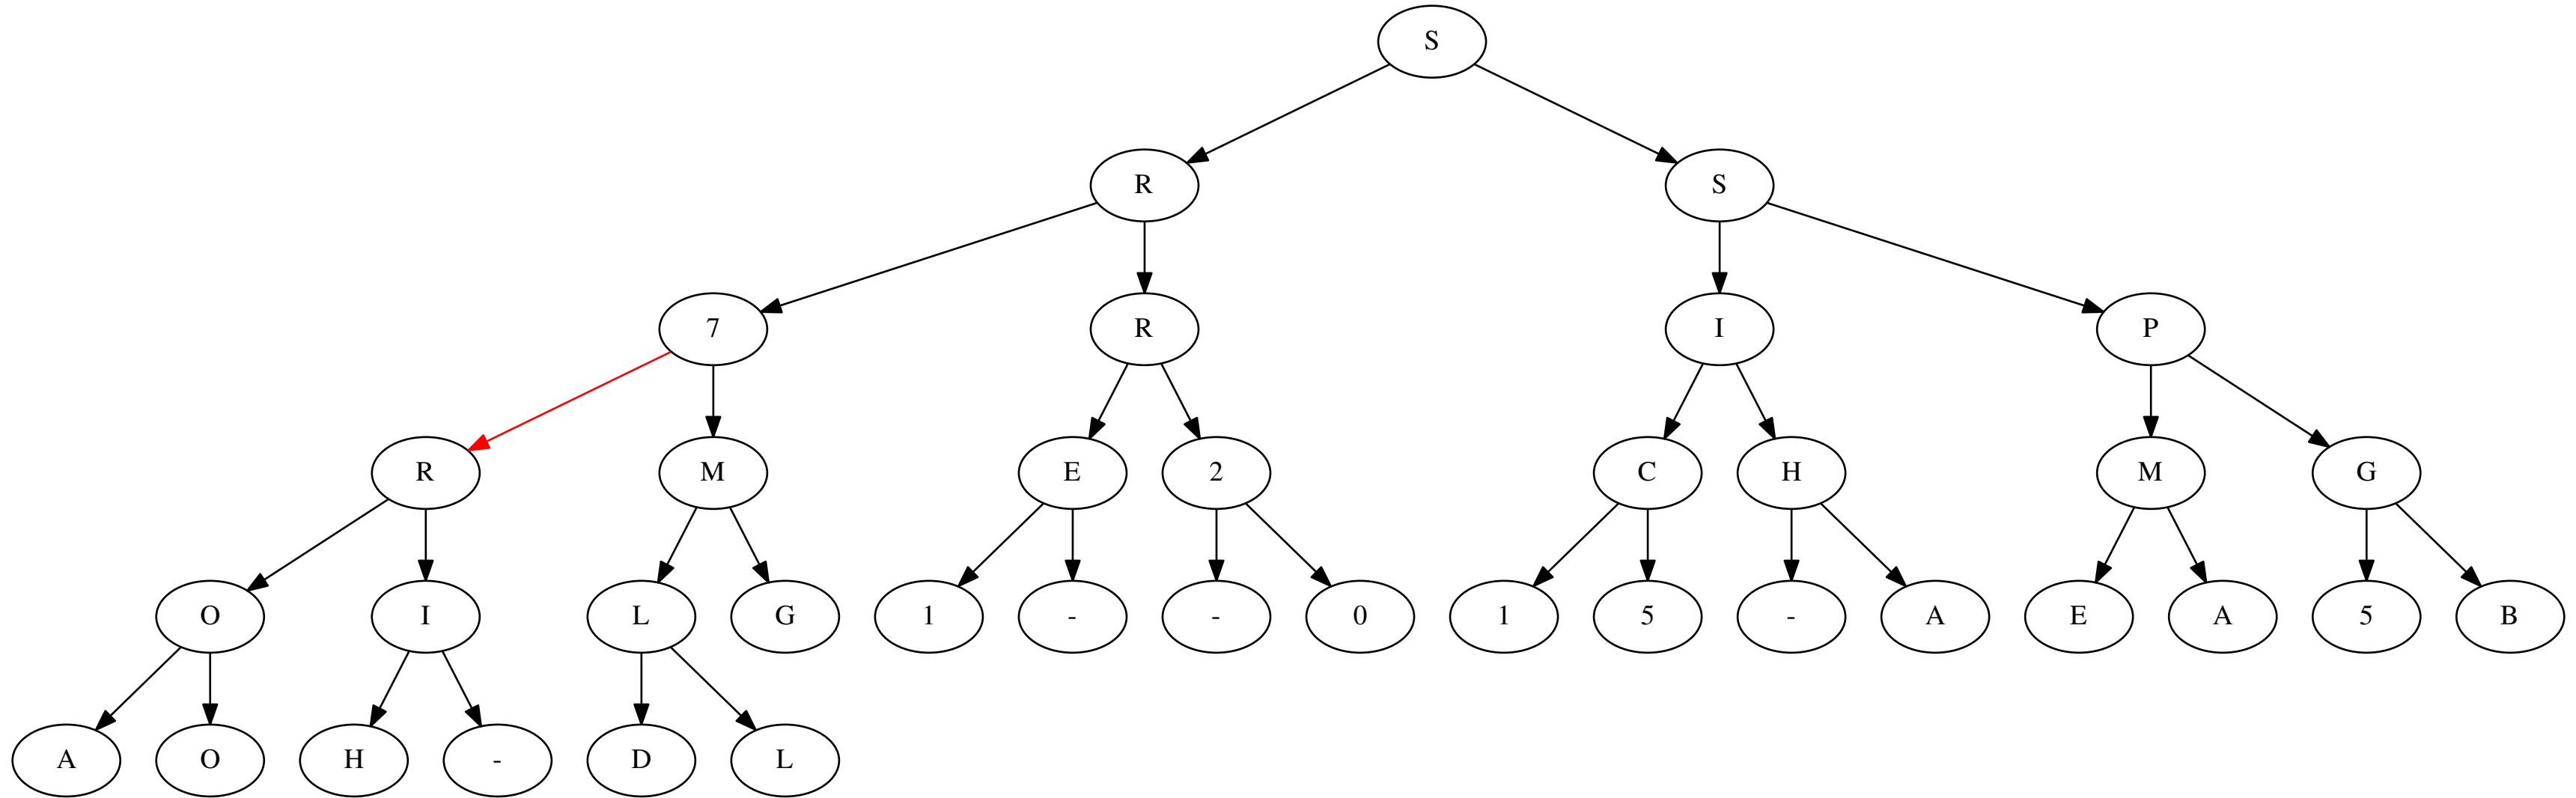 S
R S
7 R I P
R M E 2 C H M G
O I L G 1 - - 0 1 5 - A E A 5 B
A O H - D L